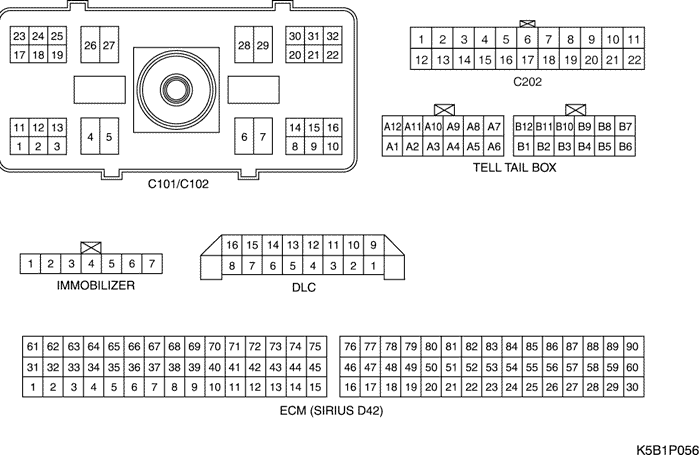 23 24 25 26 27 28 29 30 31 32
17 18 19 20 21 22
11 12 13 4 5 6 7 14 15 16
1 2 3 8 9 10
C101/C102
1 2 3 4 5 6 7 8 9 10 11
12 13 14 15 16 17 18 19 20 21 22
C202
A12 A11 A10 A9 A8 A7
A1 A2 A3 A4 A5 A6
B12 B11 B10 B9 B8 B7
B1 B2 B3 B4 B5 B6
TELL TAIL BOX
1 2 3 4 5 6 7
IMMOBILIZER
16 15 14 13 12 11 10 9
8 7 6 5 4 3 2 1
DLC
61 62 63 64 65 66 67 68 69 70 71 72 73 74 75
31 32 33 34 35 36 37 38 39 40 41 42 43 44 45
1 2 3 4 5 6 7 8 9 10 11 12 13 14 15
76 77 78 79 80 81 82 83 84 85 86 87 88 89 90
46 47 48 49 50 51 52 53 54 55 56 57 58 59 60
16 17 18 19 20 21 22 23 24 25 26 27 28 29 30
ECM (SIRIUS D42)
K5B1P056